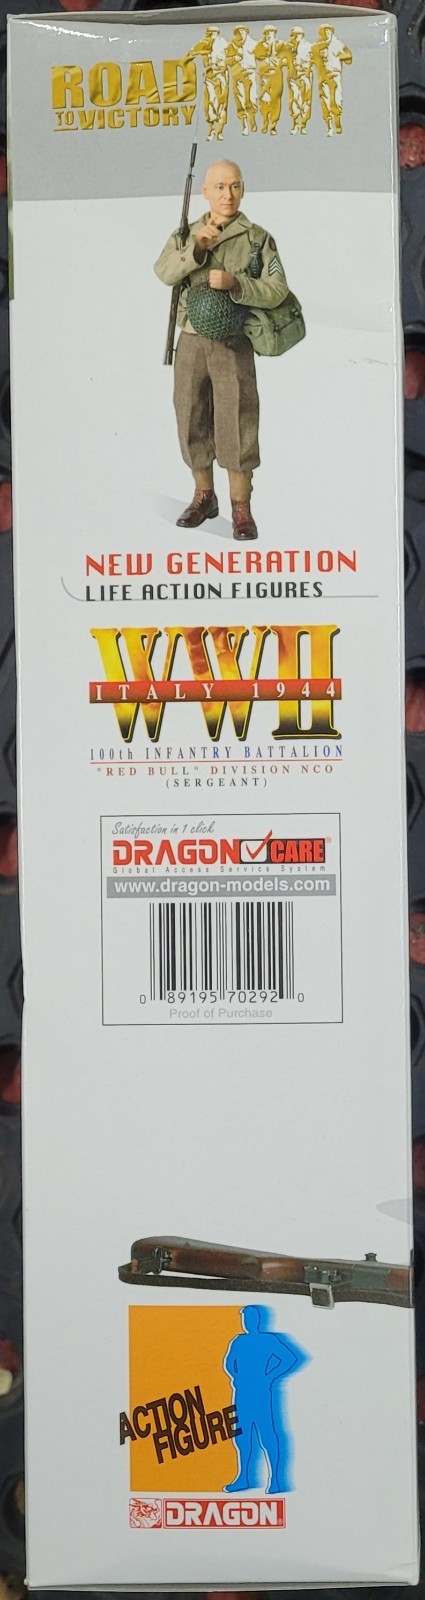 ROAD
TO VICTORY
NEW GENERATION
LIFE ACTION FIGURES
WWII
ITALY 1944
100th INFANTRY BATTALION
"RED BULL" DIVISION NCO
(SERGEANT)
Satisfaction in 1 click
DRAGON CARE®
Global Access Service System
www.dragon-models.com
0 89195 70292 0
Proof of Purchase
ACTION
FIGURE
DRAGON